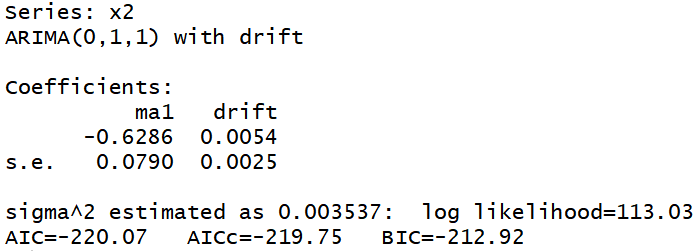 Series: x2
ARIMA(0,1,1) with drift
Coefficients:
ma1 drift
-0.6286 0.0054
s.e. 0.0790 0.0025
sigma^2 estimated as 0.003537: log likelihood=113.03
AIC=-220.07 AICc=-219.75 BIC=-212.92